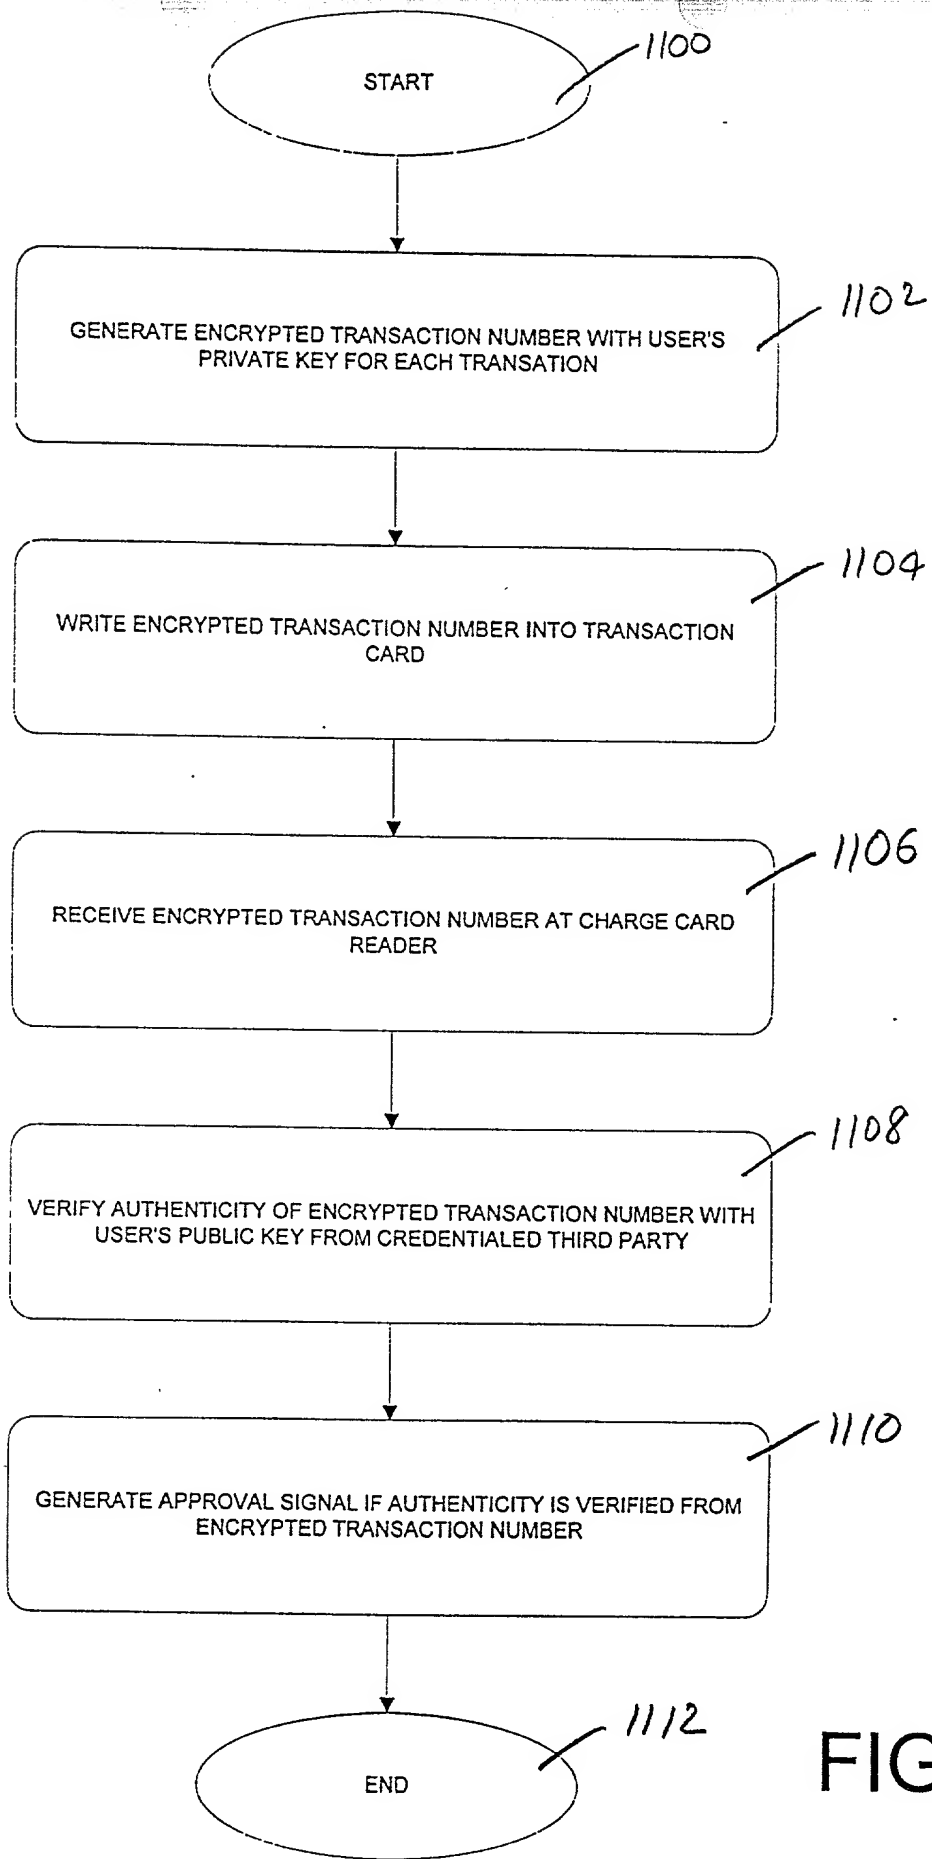 1100
START
1102
GENERATE ENCRYPTED TRANSACTION NUMBER WITH USER'S
PRIVATE KEY FOR EACH TRANSATION
1104
WRITE ENCRYPTED TRANSACTION NUMBER INTO TRANSACTION
CARD
1106
RECEIVE ENCRYPTED TRANSACTION NUMBER AT CHARGE CARD
READER
1108
VERIFY AUTHENTICITY OF ENCRYPTED TRANSACTION NUMBER WITH
USER'S PUBLIC KEY FROM CREDENTIALED THIRD PARTY
1110
GENERATE APPROVAL SIGNAL IF AUTHENTICITY IS VERIFIED FROM
ENCRYPTED TRANSACTION NUMBER
1112
END
FIG